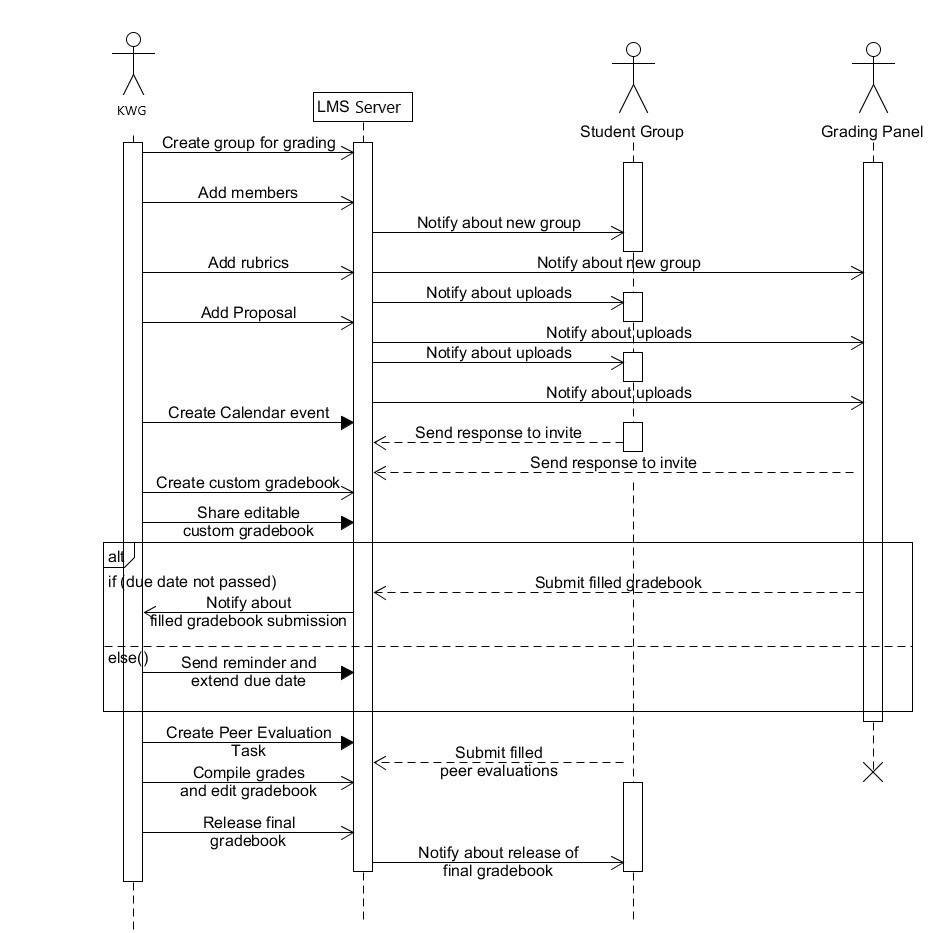 KWG
LMS Server
Student Group
Grading Panel
Create group for grading
Add members
Notify about new group
Add rubrics
Notify about new group
Notify about uploads
Add Proposal
Notify about uploads
Notify about uploads
Notify about uploads
Create Calendar event
Send response to invite
Send response to invite
Create custom gradebook
Share editable
custom gradebook
alt
if (due date not passed)
Submit filled gradebook
Notify about
filled gradebook submission
else()
Send reminder and
extend due date
Create Peer Evaluation
Task
Submit filled
peer evaluations
Compile grades
and edit gradebook
Release final
gradebook
Notify about release of
final gradebook